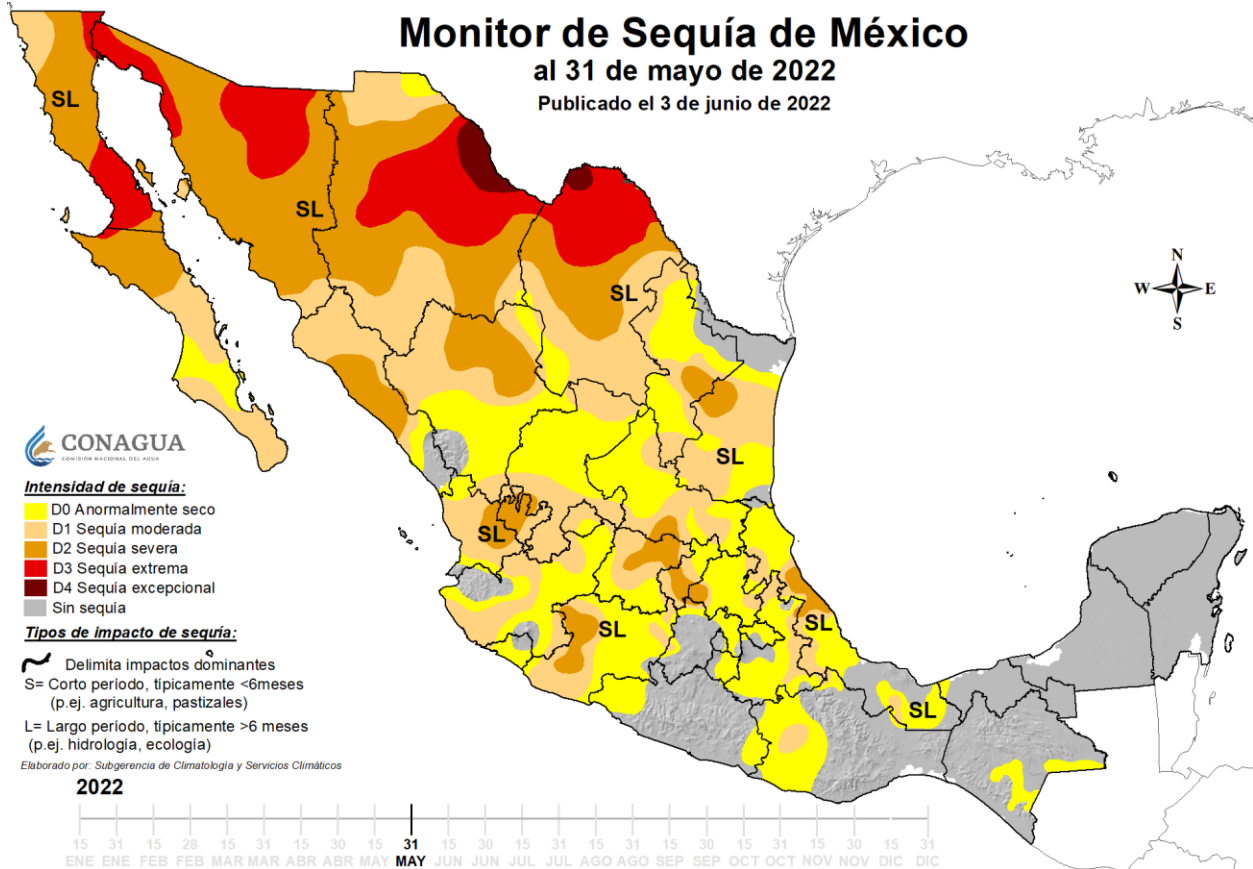 Monitor de Sequía de México
al 31 de mayo de 2022
Publicado el 3 de junio de 2022
SL
SL
SL
SL
SL
SL
SL
SL
N
W E
S
CONAGUA
COMISIÓN NACIONAL DEL AGUA
Intensidad de sequía:
D0 Anormalmente seco
D1 Sequía moderada
D2 Sequía severa
D3 Sequía extrema
D4 Sequía excepcional
Sin sequía
Tipos de impacto de sequía:
Delimita impactos dominantes
S= Corto período, típicamente <6meses
(p.ej. agricultura, pastizales)
L= Largo período, típicamente >6 meses
(p.ej. hidrología, ecología)
Elaborado por: Subgerencia de Climatología y Servicios Climáticos
2022
15 31 15 28 15 31 15 30 15 31 15 30 15 31 15 31 15 30 15 31 15 30 15 31
ENE ENE FEB FEB MAR MAR ABR ABR MAY MAY JUN JUN JUL JUL AGO AGO SEP SEP OCT OCT NOV NOV DIC DIC